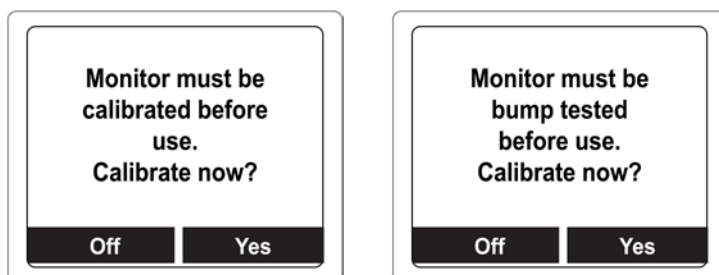 Monitor must be
calibrated before
use.
Calibrate now?
Off Yes
Monitor must be
bump tested
before use.
Calibrate now?
Off Yes